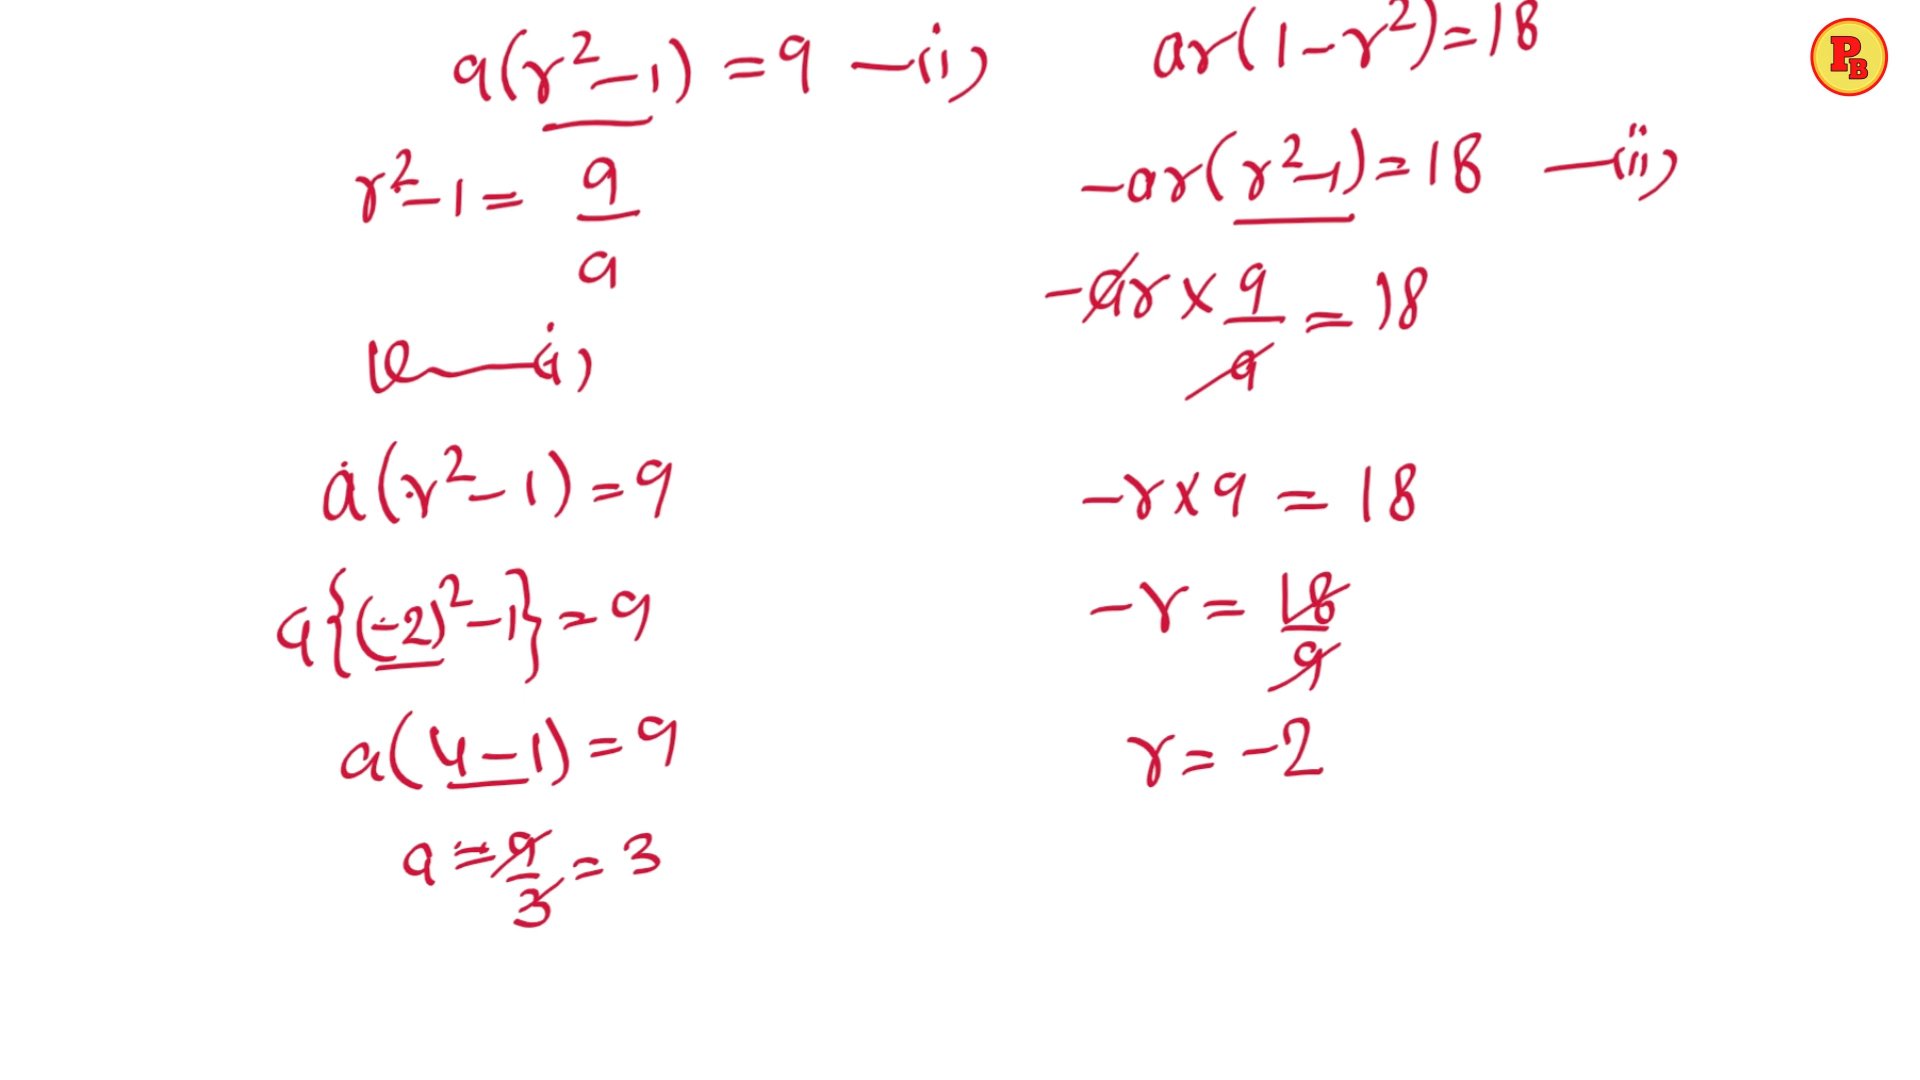 a(r²-1) = 9 —(i)
r²-1 = 9/a
(i)
a(r²-1) = 9
a{(-2)²-1} = 9
a(4-1) = 9
a = 9/3 = 3
ar(1-r²) = 18
-ar(r²-1) = 18 —(ii)
-ar × 9/a = 18
-r×9 = 18
-r = 18/9
r = -2
PB